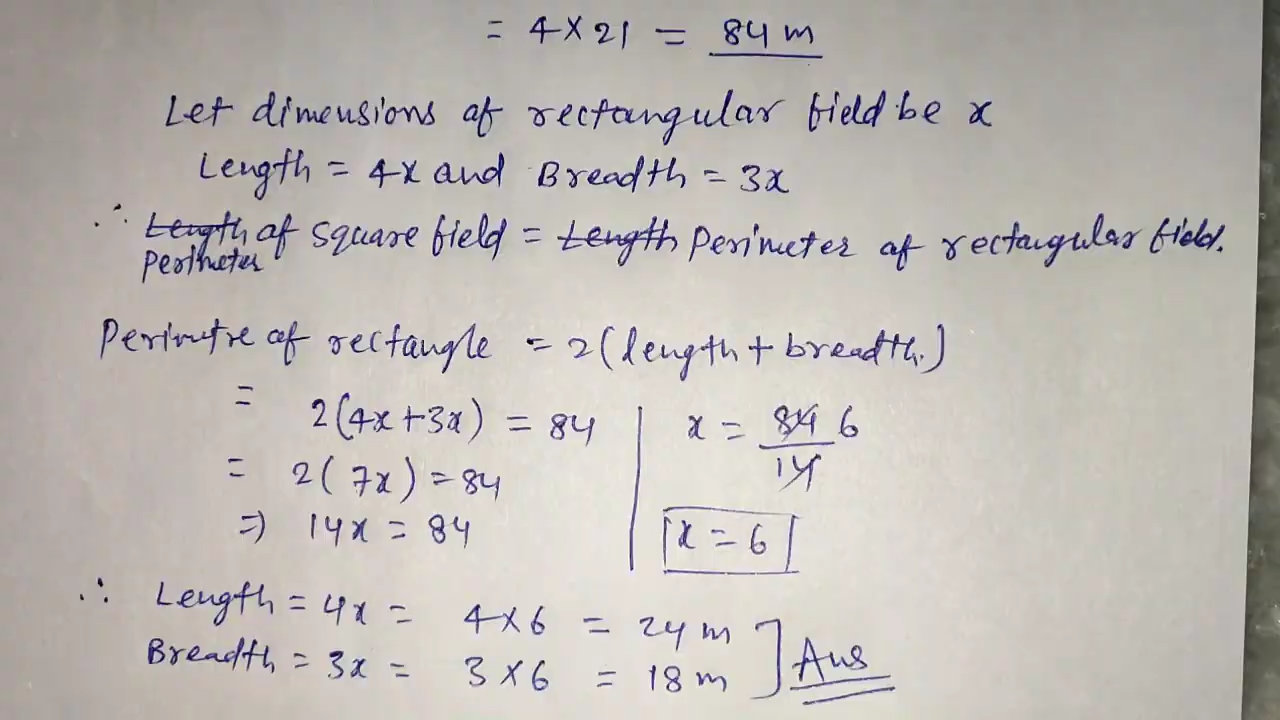 = 4×21 = 84 m
Let dimensions of rectangular field be x
Length = 4x and Breadth = 3x
∴ Length of square field = Length Perimeter of rectangular field.
Perimeter
Perimetre of rectangle = 2(length + breadth.)
=
2(4x+3x) = 84
= 2(7x) = 84
⇒ 14x = 84
x = 84/14 6
x = 6
∴ Length = 4x = 4×6 = 24 m
Breadth = 3x = 3×6 = 18 m ] Ans